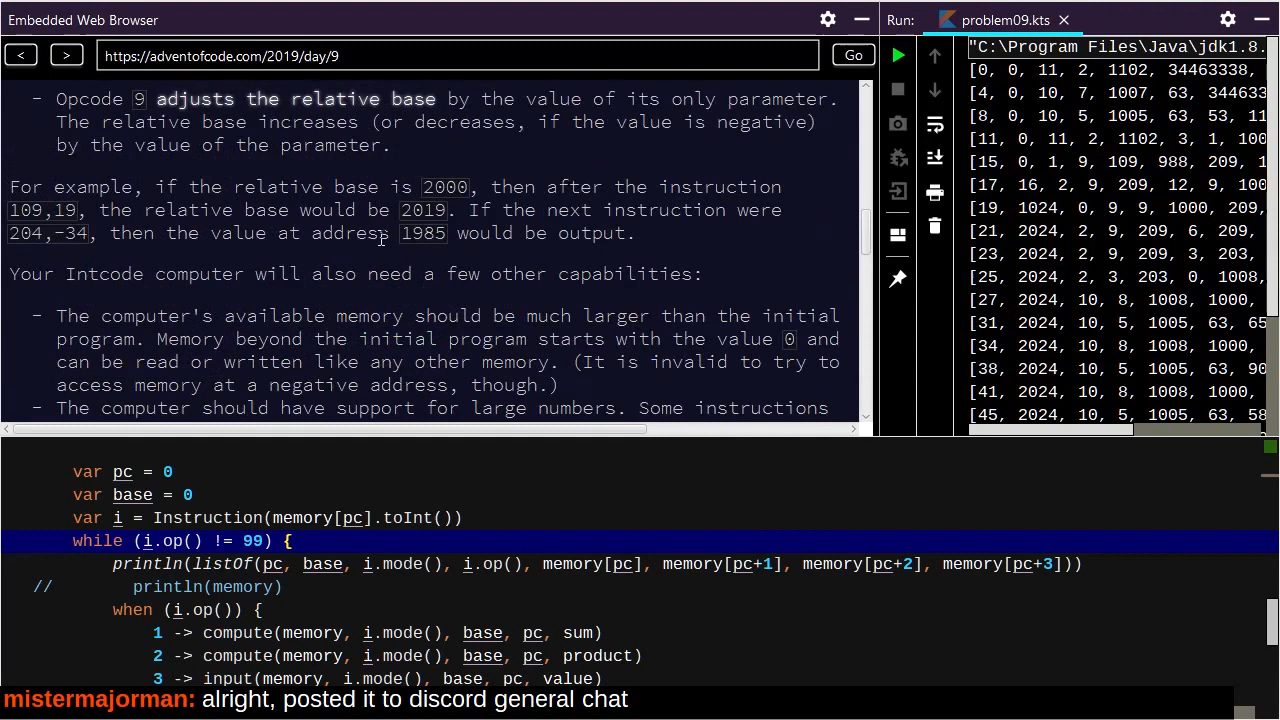 Embedded Web Browser
< > https://adventofcode.com/2019/day/9 Go
- Opcode 9 adjusts the relative base by the value of its only parameter.
The relative base increases (or decreases, if the value is negative)
by the value of the parameter.
For example, if the relative base is 2000, then after the instruction
109,19, the relative base would be 2019. If the next instruction were
204,-34, then the value at address 1985 would be output.
Your Intcode computer will also need a few other capabilities:
- The computer's available memory should be much larger than the initial
program. Memory beyond the initial program starts with the value 0 and
can be read or written like any other memory. (It is invalid to try to
access memory at a negative address, though.)
- The computer should have support for large numbers. Some instructions
Run: problem09.kts
"C:\Program Files\Java\jdk1.8.
[0, 0, 11, 2, 1102, 34463338,
[4, 0, 10, 7, 1007, 63, 344633
[8, 0, 10, 5, 1005, 63, 53, 11
[11, 0, 11, 2, 1102, 3, 1, 100
[15, 0, 1, 9, 109, 988, 209, 1
[17, 16, 2, 9, 209, 12, 9, 100
[19, 1024, 0, 9, 9, 1000, 209,
[21, 2024, 2, 9, 209, 6, 209,
[23, 2024, 2, 9, 209, 3, 203,
[25, 2024, 2, 3, 203, 0, 1008,
[27, 2024, 10, 8, 1008, 1000,
[31, 2024, 10, 5, 1005, 63, 65
[34, 2024, 10, 8, 1008, 1000,
[38, 2024, 10, 5, 1005, 63, 90
[41, 2024, 10, 8, 1008, 1000,
[45, 2024, 10, 5, 1005, 63, 58
var pc = 0
var base = 0
var i = Instruction(memory[pc].toInt())
while (i.op() != 99) {
println(listOf(pc, base, i.mode(), i.op(), memory[pc], memory[pc+1], memory[pc+2], memory[pc+3]))
// println(memory)
when (i.op()) {
1 -> compute(memory, i.mode(), base, pc, sum)
2 -> compute(memory, i.mode(), base, pc, product)
3 -> input(memory, i.mode(), base, pc, value)
mistermajorman: alright, posted it to discord general chat